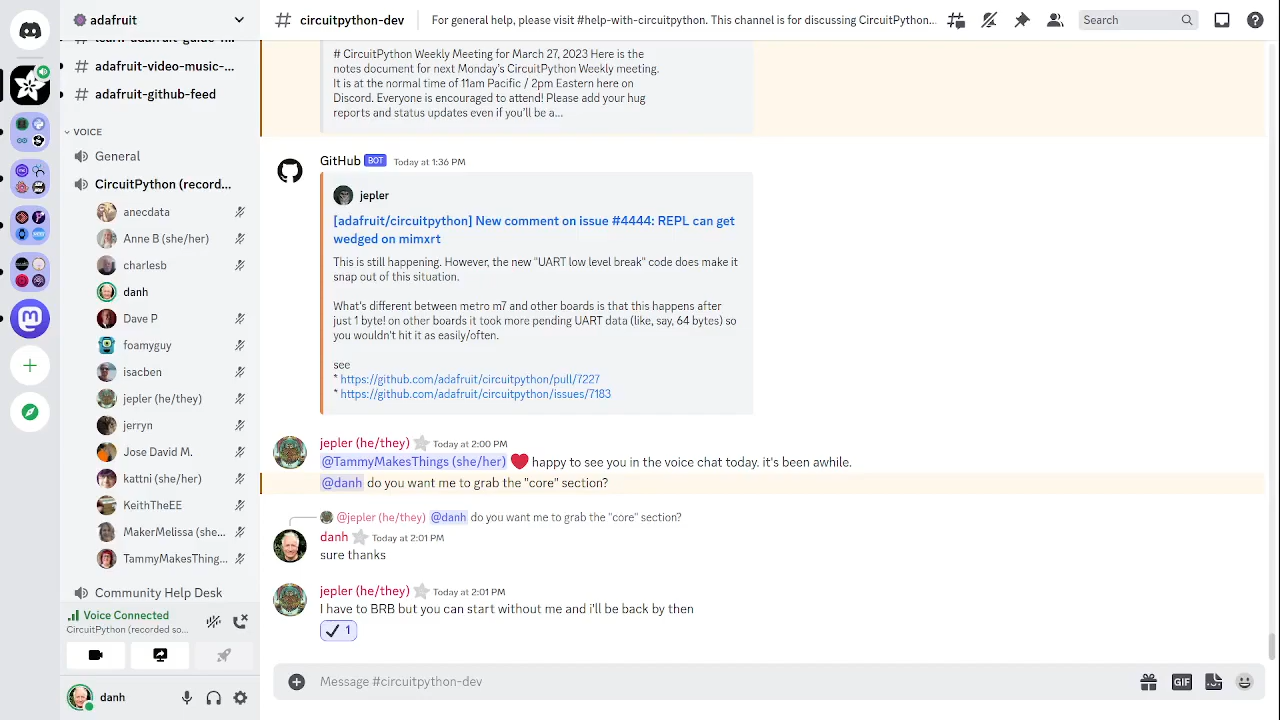 adafruit
adafruit-video-music-...
adafruit-github-feed
VOICE
General
CircuitPython (record...
anecdata
Anne B (she/her)
charlesb
danh
Dave P
foamyguy
isacben
jepler (he/they)
jerryn
Jose David M.
kattni (she/her)
KeithTheEE
MakerMelissa (she...
TammyMakesThing...
Community Help Desk
Voice Connected
CircuitPython (recorded so...
danh
# circuitpython-dev
For general help, please visit #help-with-circuitpython. This channel is for discussing CircuitPython...
Search
# CircuitPython Weekly Meeting for March 27, 2023 Here is the
notes document for next Monday's CircuitPython Weekly meeting.
It is at the normal time of 11am Pacific / 2pm Eastern here on
Discord. Everyone is encouraged to attend! Please add your hug
reports and status updates even if you'll be a...
GitHub BOT Today at 1:36 PM
jepler
[adafruit/circuitpython] New comment on issue #4444: REPL can get
wedged on mimxrt
This is still happening. However, the new "UART low level break" code does make it
snap out of this situation.
What's different between metro m7 and other boards is that this happens after
just 1 byte! on other boards it took more pending UART data (like, say, 64 bytes) so
you wouldn't hit it as easily/often.
see
* https://github.com/adafruit/circuitpython/pull/7227
* https://github.com/adafruit/circuitpython/issues/7183
jepler (he/they) Today at 2:00 PM
@TammyMakesThings (she/her) ❤️ happy to see you in the voice chat today. it's been awhile.
@danh do you want me to grab the "core" section?
@jepler (he/they) @danh do you want me to grab the "core" section?
danh Today at 2:01 PM
sure thanks
jepler (he/they) Today at 2:01 PM
I have to BRB but you can start without me and i'll be back by then
1
Message #circuitpython-dev
GIF